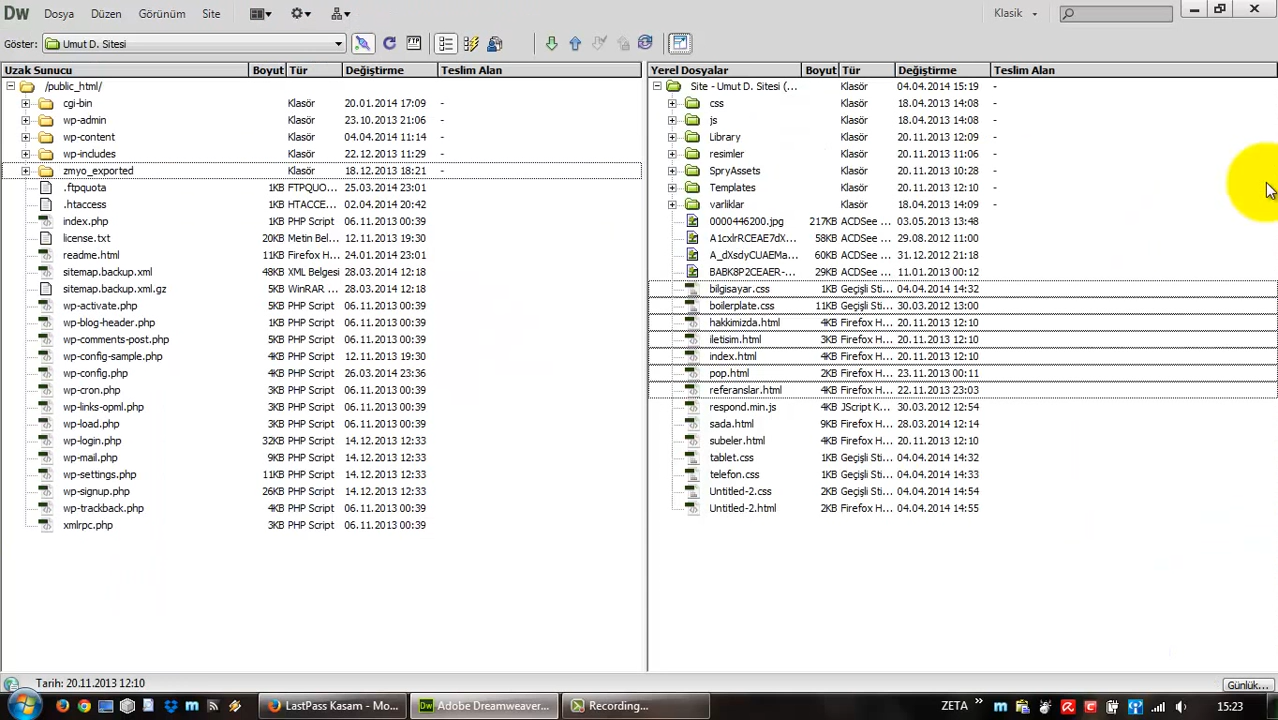 Dw Dosya Düzen Görünüm Site Klasik
Göster: Umut D. Sitesi
Uzak Sunucu Boyut Tür Değiştirme Teslim Alan
/public_html/
cgi-bin Klasör 20.01.2014 17:09 -
wp-admin Klasör 23.10.2013 21:06 -
wp-content Klasör 04.04.2014 11:14 -
wp-includes Klasör 22.12.2013 11:29 -
zmyo_exported Klasör 18.12.2013 18:21 -
.ftpquota 1KB FTPQUO... 25.03.2014 23:01
.htaccess 1KB HTACCE... 02.04.2014 20:42
index.php 1KB PHP Script 06.11.2013 00:39
license.txt 20KB Metin Bel... 12.11.2013 19:30
readme.html 11KB Firefox H... 24.01.2014 23:01
sitemap.backup.xml 48KB XML Belgesi 28.03.2014 12:18
sitemap.backup.xml.gz 5KB WinRAR ... 28.03.2014 12:18
wp-activate.php 5KB PHP Script 06.11.2013 00:39
wp-blog-header.php 1KB PHP Script 06.11.2013 00:39
wp-comments-post.php 5KB PHP Script 06.11.2013 00:39
wp-config-sample.php 4KB PHP Script 12.11.2013 19:30
wp-config.php 4KB PHP Script 26.03.2014 23:36
wp-cron.php 3KB PHP Script 06.11.2013 00:39
wp-links-opml.php 3KB PHP Script 06.11.2013 00:39
wp-load.php 3KB PHP Script 06.11.2013 00:39
wp-login.php 32KB PHP Script 14.12.2013 12:33
wp-mail.php 9KB PHP Script 14.12.2013 12:33
wp-settings.php 11KB PHP Script 14.12.2013 12:33
wp-signup.php 26KB PHP Script 14.12.2013 12:33
wp-trackback.php 4KB PHP Script 06.11.2013 00:39
xmlrpc.php 3KB PHP Script 06.11.2013 00:39
Yerel Dosyalar Boyut Tür Değiştirme Teslim Alan
Site - Umut D. Sitesi (... Klasör 04.04.2014 15:19 -
css Klasör 18.04.2013 14:08 -
js Klasör 18.04.2013 14:08 -
Library Klasör 20.11.2013 12:09 -
resimler Klasör 20.11.2013 11:06 -
SpryAssets Klasör 20.11.2013 10:28 -
Templates Klasör 20.11.2013 12:10 -
varliklar Klasör 18.04.2013 14:09 -
0000446200.jpg 217KB ACDSee ... 03.05.2013 13:48
A1cxlrRCEAE7dX... 58KB ACDSee ... 29.08.2012 11:00
A_dXsdyCUAEMa... 60KB ACDSee ... 31.12.2012 21:18
BABK8P2CEAER-... 29KB ACDSee ... 11.01.2013 00:12
bilgisayar.css 1KB Geçişli Sti... 04.04.2014 14:32
boilerplate.css 11KB Geçişli Sti... 30.03.2012 13:00
hakkimizda.html 4KB Firefox H... 20.11.2013 12:10
iletisim.html 3KB Firefox H... 20.11.2013 12:10
index.html 4KB Firefox H... 20.11.2013 12:10
pop.html 2KB Firefox H... 23.11.2013 00:11
referanslar.html 4KB Firefox H... 22.11.2013 23:03
respond.min.js 4KB JScript K... 30.03.2012 12:54
sada.html 9KB Firefox H... 28.03.2014 12:14
subeler.html 4KB Firefox H... 20.11.2013 12:10
tablet.css 1KB Geçişli Sti... 04.04.2014 14:32
telefon.css 1KB Geçişli Sti... 04.04.2014 14:33
Untitled-2.css 2KB Geçişli Sti... 04.04.2014 14:54
Untitled-2.html 2KB Firefox H... 04.04.2014 14:55
Tarih: 20.11.2013 12:10 Günlük...
LastPass Kasam - Mo... Adobe Dreamweaver... Recording... ZETA » 15:23